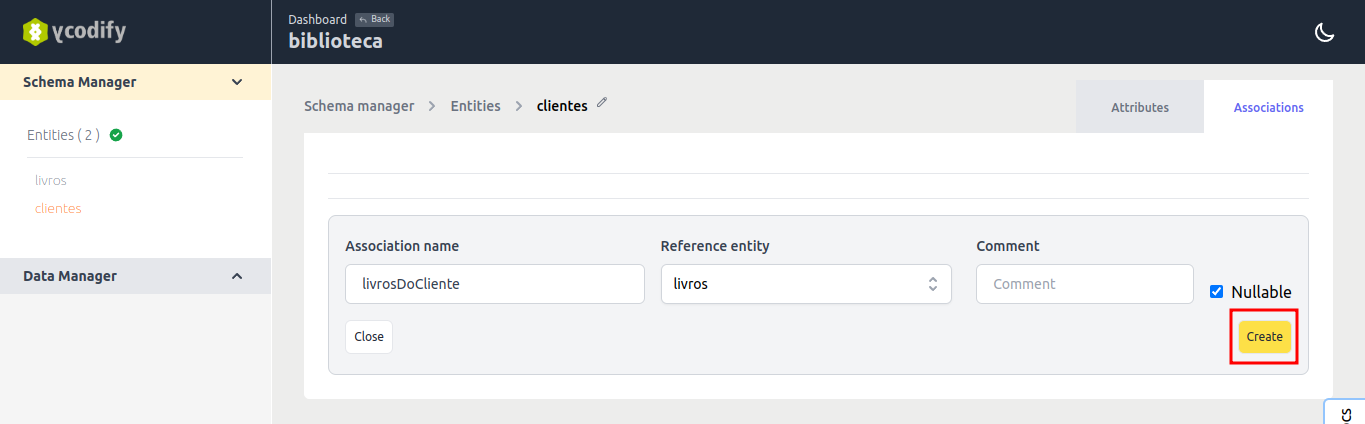 ycodify
Dashboard Back
biblioteca
Schema Manager
Entities ( 2 )
livros
clientes
Data Manager
Schema manager > Entities > clientes
Attributes
Associations
Association name
Reference entity
Comment
livrosDoCliente
livros
Comment
Nullable
Close
Create